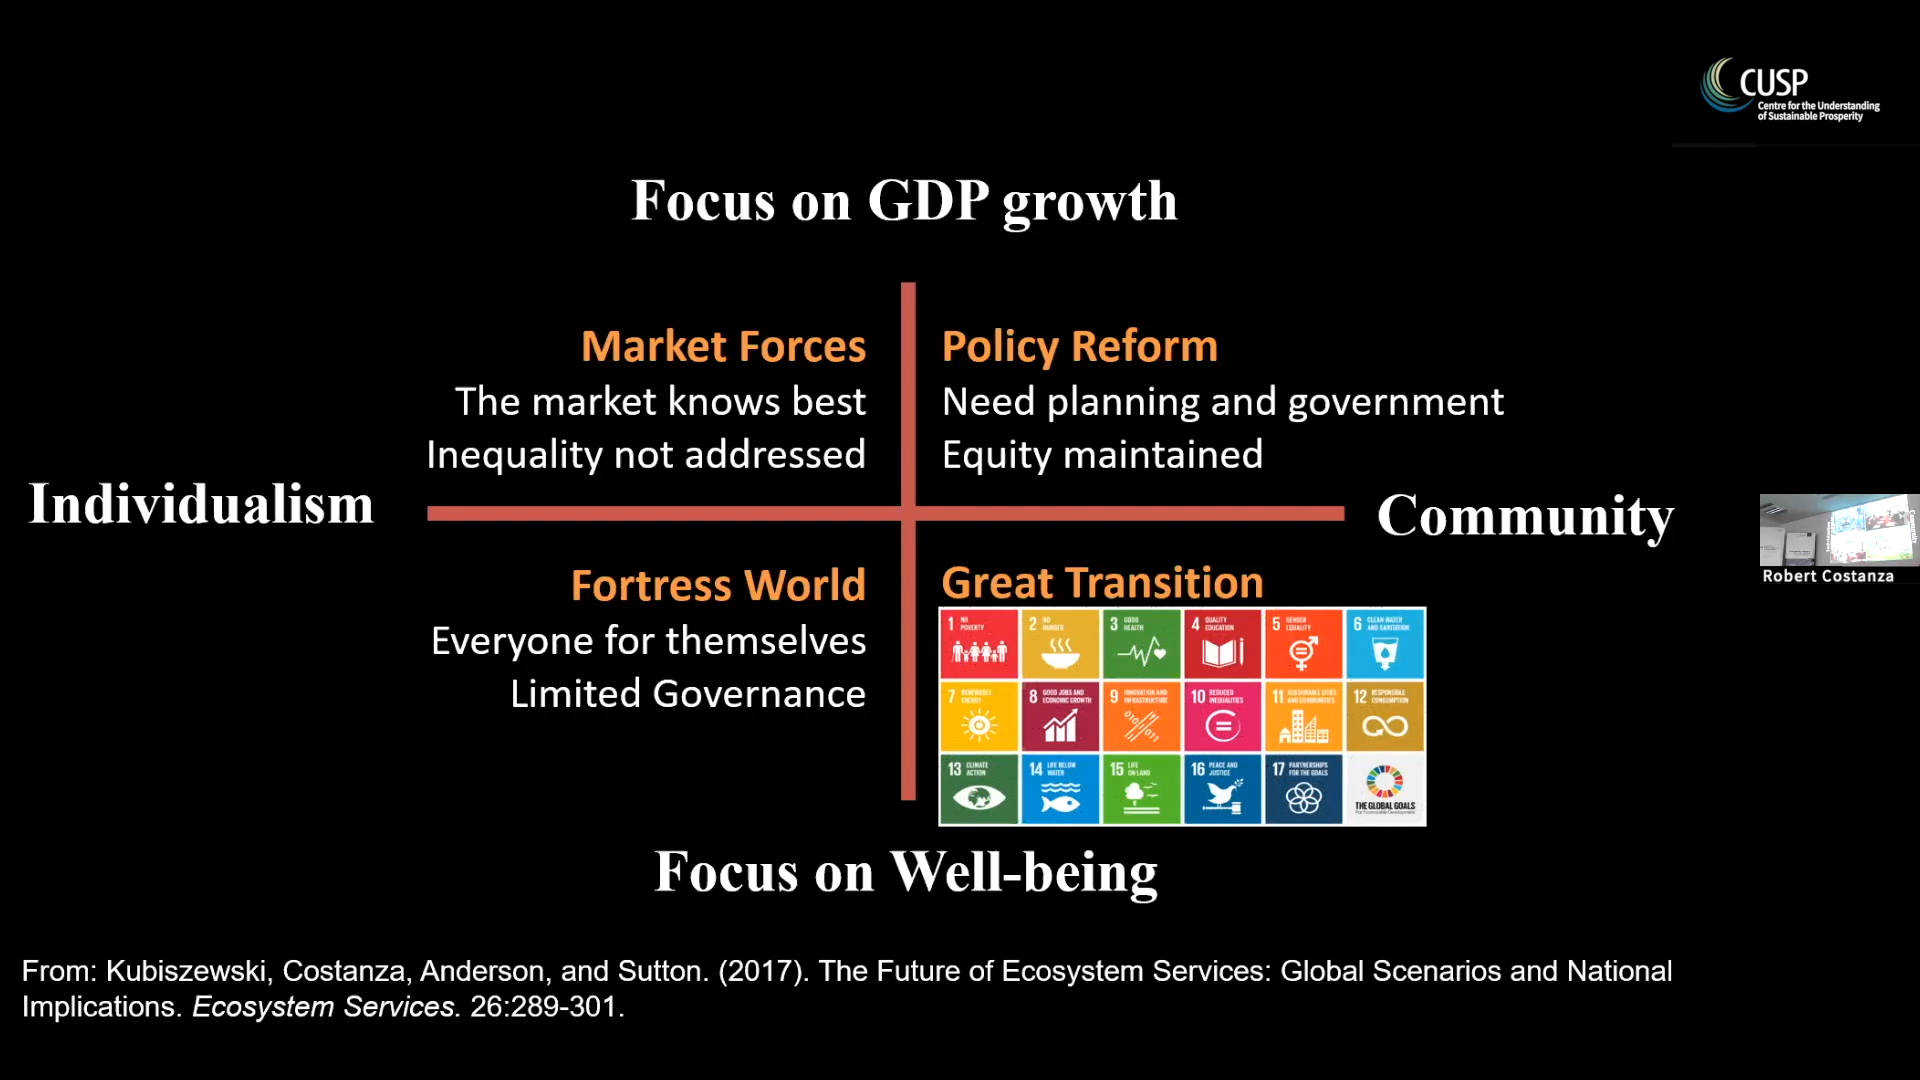 CUSP
Centre for the Understanding
of Sustainable Prosperity
Focus on GDP growth
Market Forces
The market knows best
Inequality not addressed
Policy Reform
Need planning and government
Equity maintained
Individualism
Community
Robert Costanza
Fortress World
Everyone for themselves
Limited Governance
Great Transition
1 NO
POVERTY
2 NO
HUNGER
3 GOOD
HEALTH
4 QUALITY
EDUCATION
5 GENDER
EQUALITY
6 CLEAN WATER
AND SANITATION
7 RENEWABLE
ENERGY
8 GOOD JOBS AND
ECONOMIC GROWTH
9 INNOVATION AND
INFRASTRUCTURE
10 REDUCED
INEQUALITIES
11 SUSTAINABLE CITIES
AND COMMUNITIES
12 RESPONSIBLE
CONSUMPTION
13 CLIMATE
ACTION
14 LIFE BELOW
WATER
15 LIFE
ON LAND
16 PEACE AND
JUSTICE
17 PARTNERSHIPS
FOR THE GOALS
THE GLOBAL GOALS
For Sustainable Development
Focus on Well-being
From: Kubiszewski, Costanza, Anderson, and Sutton. (2017). The Future of Ecosystem Services: Global Scenarios and National
Implications. Ecosystem Services. 26:289-301.